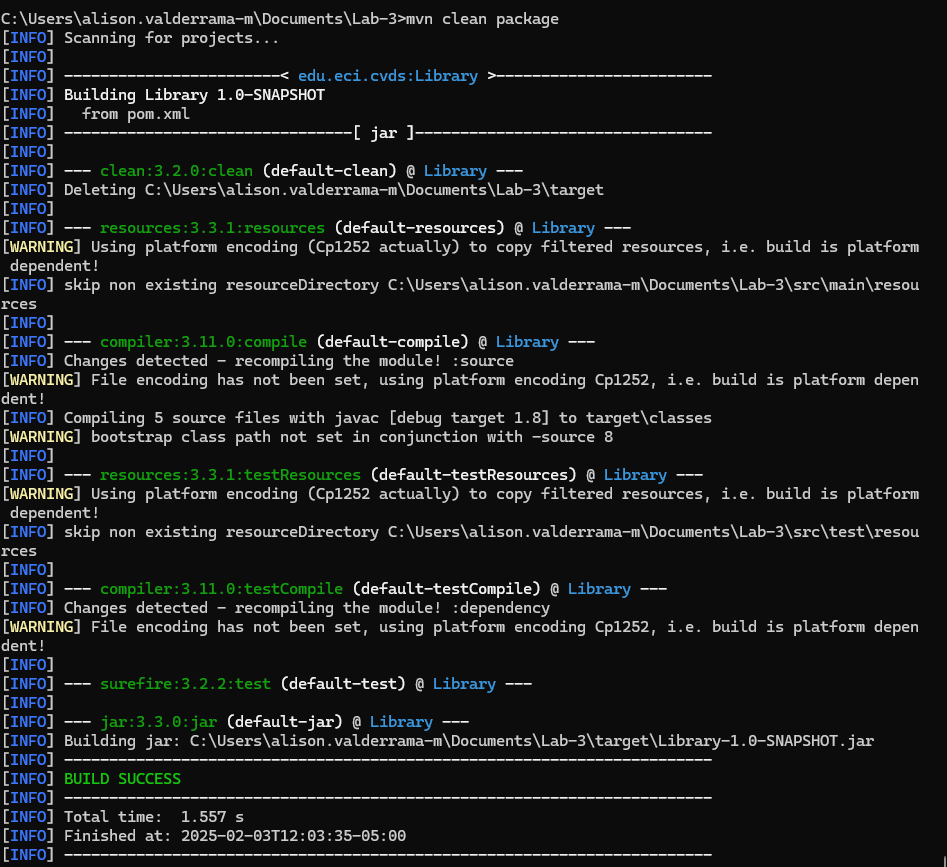 C:\Users\alison.valderrama-m\Documents\Lab-3>mvn clean package
[INFO] Scanning for projects...
[INFO]
[INFO] ------------------------< edu.eci.cvds:Library >------------------------
[INFO] Building Library 1.0-SNAPSHOT
[INFO]   from pom.xml
[INFO] --------------------------------[ jar ]---------------------------------
[INFO]
[INFO] --- clean:3.2.0:clean (default-clean) @ Library ---
[INFO] Deleting C:\Users\alison.valderrama-m\Documents\Lab-3\target
[INFO]
[INFO] --- resources:3.3.1:resources (default-resources) @ Library ---
[WARNING] Using platform encoding (Cp1252 actually) to copy filtered resources, i.e. build is platform
 dependent!
[INFO] skip non existing resourceDirectory C:\Users\alison.valderrama-m\Documents\Lab-3\src\main\resou
rces
[INFO]
[INFO] --- compiler:3.11.0:compile (default-compile) @ Library ---
[INFO] Changes detected - recompiling the module! :source
[WARNING] File encoding has not been set, using platform encoding Cp1252, i.e. build is platform depen
dent!
[INFO] Compiling 5 source files with javac [debug target 1.8] to target\classes
[WARNING] bootstrap class path not set in conjunction with -source 8
[INFO]
[INFO] --- resources:3.3.1:testResources (default-testResources) @ Library ---
[WARNING] Using platform encoding (Cp1252 actually) to copy filtered resources, i.e. build is platform
 dependent!
[INFO] skip non existing resourceDirectory C:\Users\alison.valderrama-m\Documents\Lab-3\src\test\resou
rces
[INFO]
[INFO] --- compiler:3.11.0:testCompile (default-testCompile) @ Library ---
[INFO] Changes detected - recompiling the module! :dependency
[WARNING] File encoding has not been set, using platform encoding Cp1252, i.e. build is platform depen
dent!
[INFO]
[INFO] --- surefire:3.2.2:test (default-test) @ Library ---
[INFO]
[INFO] --- jar:3.3.0:jar (default-jar) @ Library ---
[INFO] Building jar: C:\Users\alison.valderrama-m\Documents\Lab-3\target\Library-1.0-SNAPSHOT.jar
[INFO] ------------------------------------------------------------------------
[INFO] BUILD SUCCESS
[INFO] ------------------------------------------------------------------------
[INFO] Total time:  1.557 s
[INFO] Finished at: 2025-02-03T12:03:35-05:00
[INFO] ------------------------------------------------------------------------